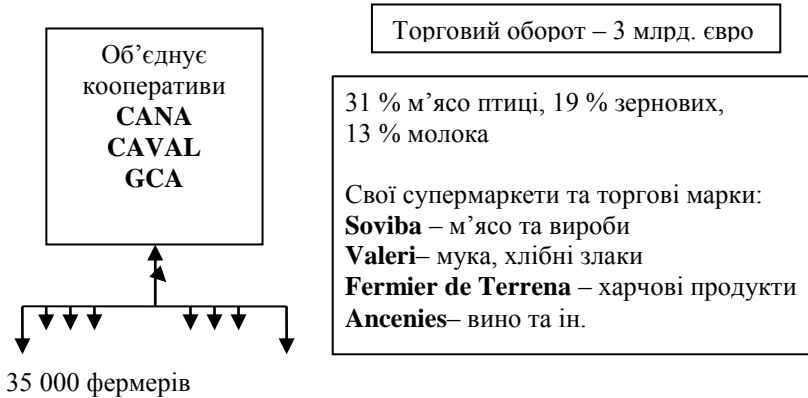 Об’єднує
кооперативи
CANA
CAVAL
GCA
35 000 фермерів
Торговий оборот – 3 млрд. євро
31 % м’ясо птиці, 19 % зернових,
13 % молока
Свої супермаркети та торгові марки:
Soviba – м’ясо та вироби
Valeri– мука, хлібні злаки
Fermier de Terrena – харчові продукти
Ancenies– вино та ін.